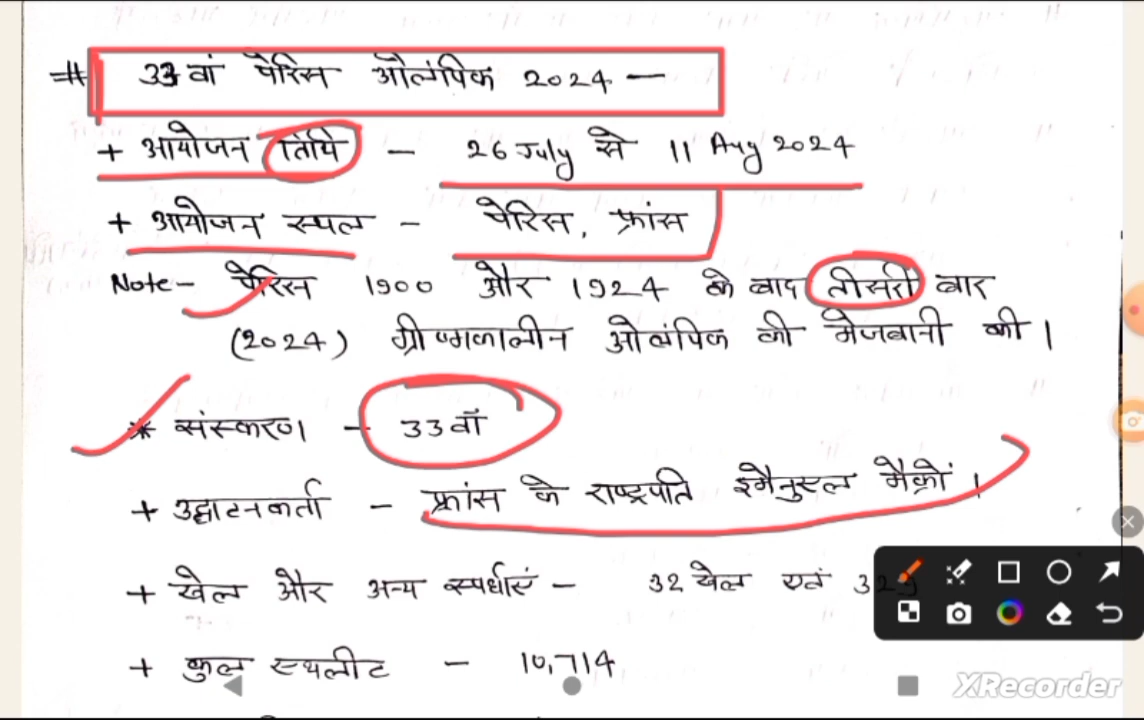 # 33वां पेरिस ओलंपिक 2024 —
+ आयोजन तिथि - 26 July से 11 Aug 2024
+ आयोजन स्थल - पेरिस, फ्रांस
Note- पेरिस 1900 और 1924 के बाद तीसरी बार
(2024) ग्रीष्मकालीन ओलंपिक की मेजबानी की।
* संस्करण - 33वाँ
+ उद्घाटनकर्ता - फ्रांस के राष्ट्रपति इमैनुएल मैक्रों।
+ खेल और अन्य स्पर्धाएं - 32 खेल एवं 329
+ कुल एथलीट - 10,714
XRecorder